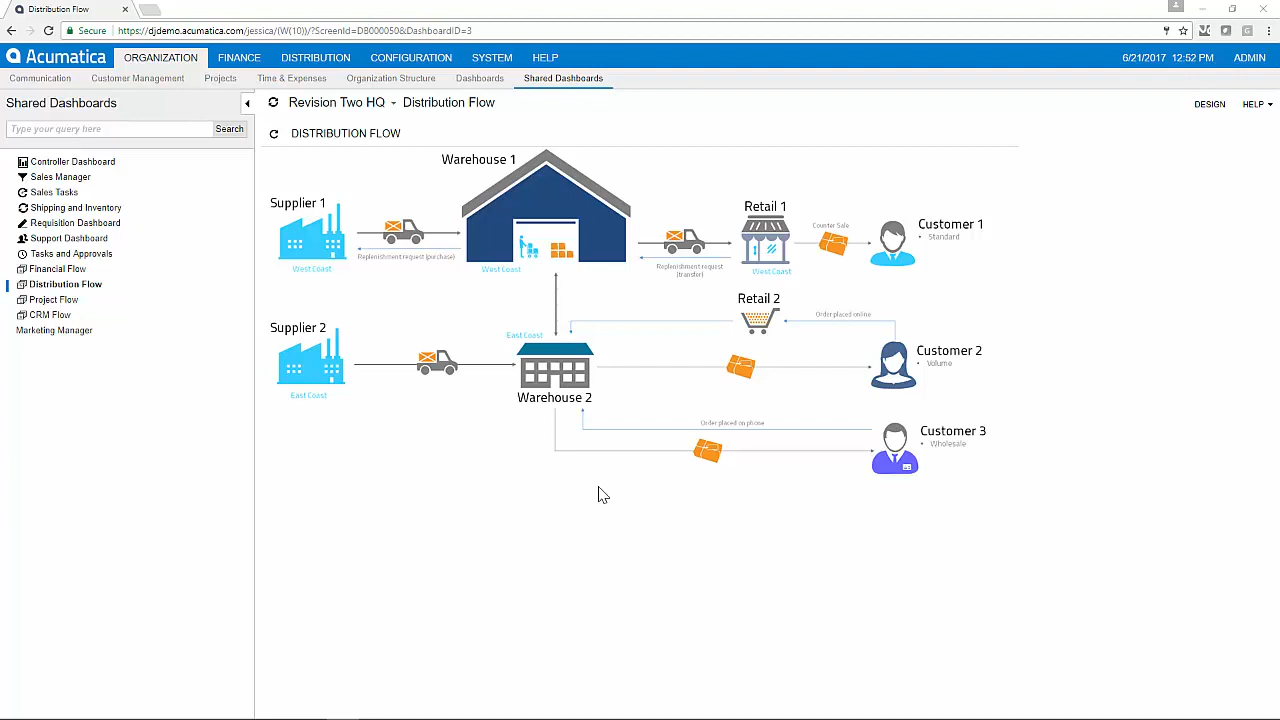 Distribution Flow
Secure https://djdemo.acumatica.com/jessica/(W(10))/?ScreenId=DB000050&DashboardID=3
Acumatica ORGANIZATION FINANCE DISTRIBUTION CONFIGURATION SYSTEM HELP 6/21/2017 12:52 PM ADMIN
Communication Customer Management Projects Time & Expenses Organization Structure Dashboards Shared Dashboards
Shared Dashboards
Revision Two HQ Distribution Flow
DESIGN HELP
Type your query here Search
DISTRIBUTION FLOW
Controller Dashboard
Sales Manager
Sales Tasks
Shipping and Inventory
Requisition Dashboard
Support Dashboard
Tasks and Approvals
Financial Flow
Distribution Flow
Project Flow
CRM Flow
Marketing Manager
Warehouse 1
West Coast
Supplier 1
West Coast
Replenishment request (purchase)
Retail 1
West Coast
Replenishment request
(transfer)
Counter Sale
Customer 1
Standard
Retail 2
Order placed online
Customer 2
Volume
Supplier 2
East Coast
East Coast
Warehouse 2
Order placed on phone
Customer 3
Wholesale